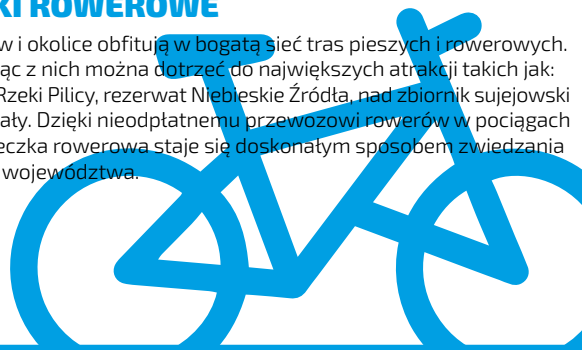 KI ROWEROWE
w i okolice obfitują w bogatą sieć tras pieszych i rowerowych.
ąc z nich można dotrzeć do największych atrakcji takich jak:
Rzeki Pilicy, rezerwat Niebieskie Źródła, nad zbiornik sujejowski
ały. Dzięki nieodpłatnemu przewozowi rowerów w pociągach
eczka rowerowa staje się doskonałym sposobem zwiedzania
województwa.